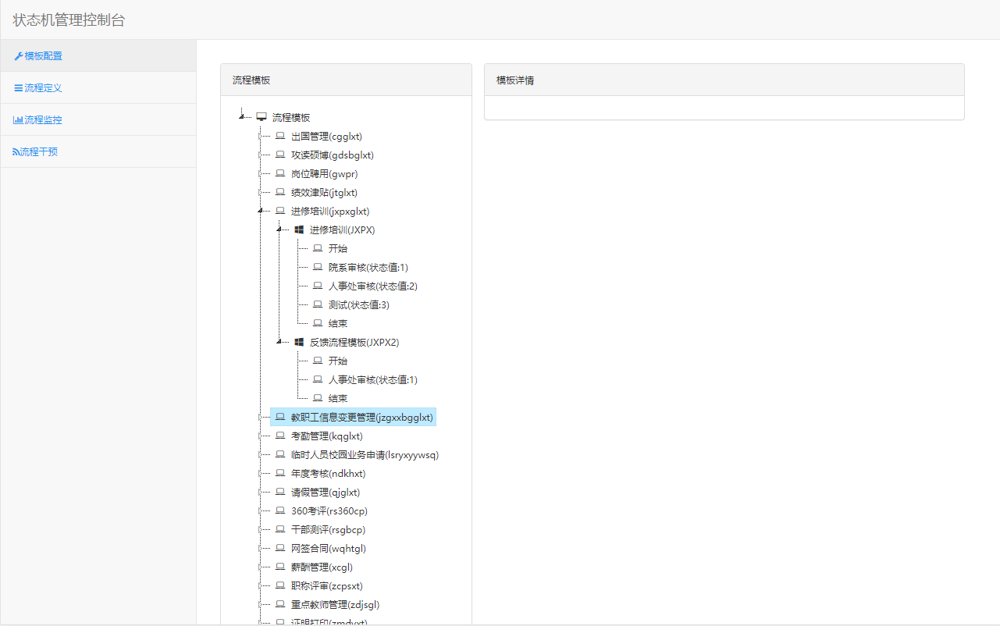 状态机管理控制台
模板配置
流程定义
流程监控
流程干预
流程模板
流程模板
出国管理(cgglxt)
攻读硕博(gdsbglxt)
岗位聘用(gwpr)
绩效津贴(jtglxt)
进修培训(jxpxglxt)
进修培训(JXPX)
开始
院系审核(状态值:1)
人事处审核(状态值:2)
测试(状态值:3)
结束
反馈流程模板(JXPX2)
开始
人事处审核(状态值:1)
结束
教职工信息变更管理(jzgxxbgglxt)
考勤管理(kqglxt)
临时人员校园业务申请(lsryxyywsq)
年度考核(ndkhxt)
请假管理(qjglxt)
360考评(rs360cp)
干部测评(rsgbcp)
网签合同(wqhtgl)
薪酬管理(xcgl)
职称评审(zcpsxt)
重点教师管理(zdjsgl)
证明打印(zmdyxt)
模板详情